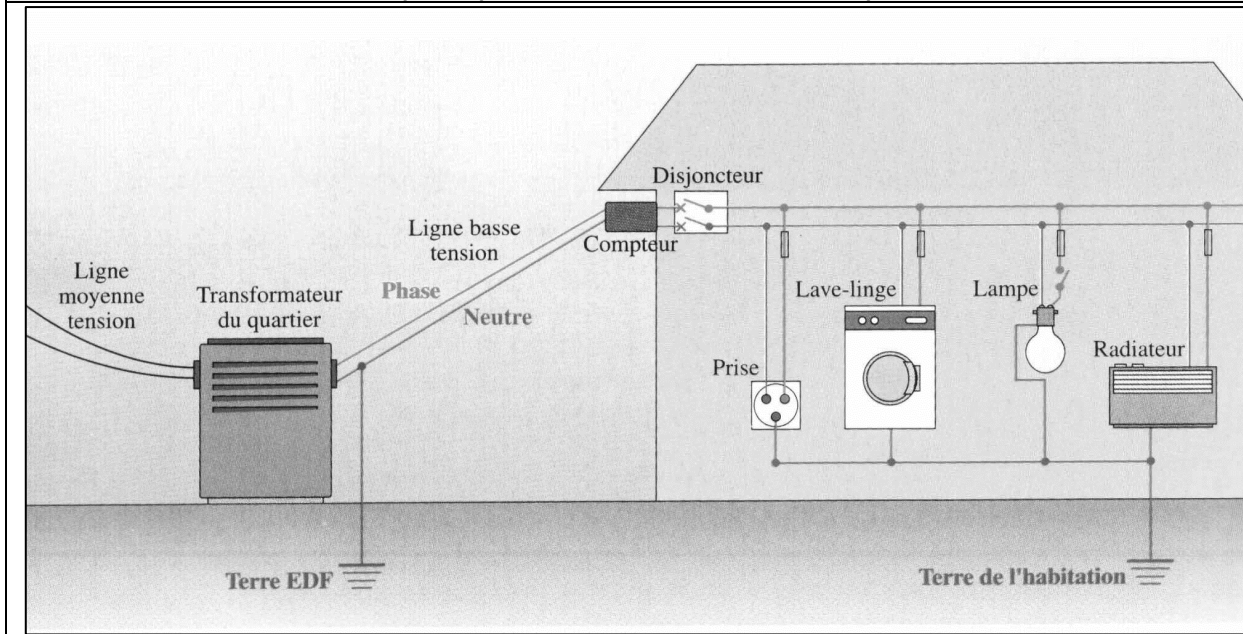 Disjoncteur
Ligne basse
tension
Compteur
Ligne
moyenne
tension
Transformateur
du quartier
Phase
Neutre
Lave-linge
Lampe
Prise
Radiateur
Terre EDF
Terre de l'habitation